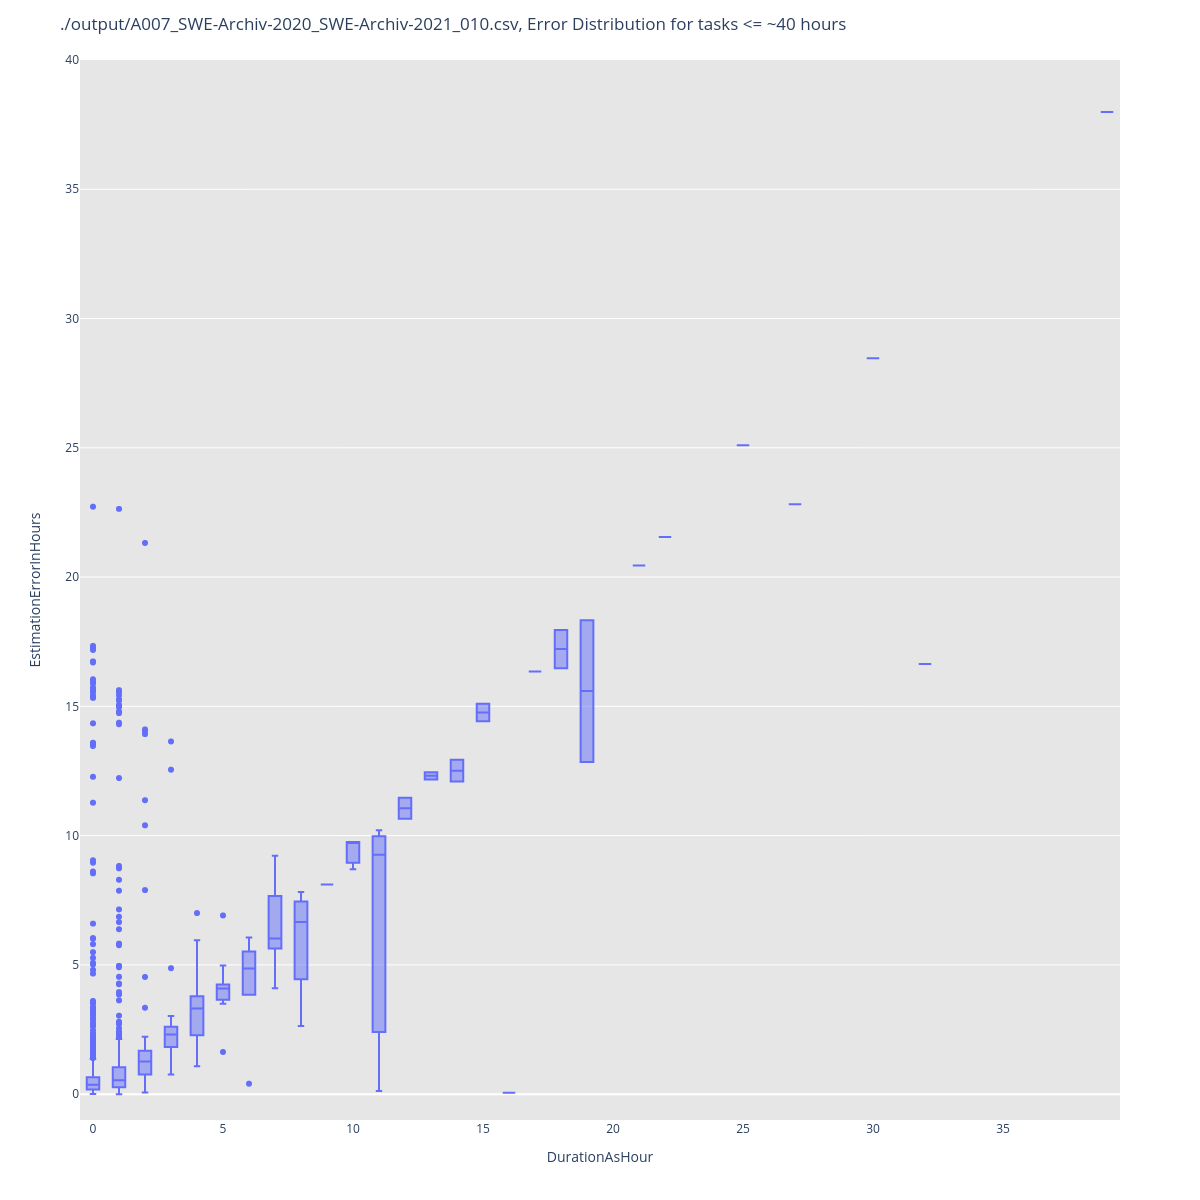 ./output/A007_SWE-Archiv-2020_SWE-Archiv-2021_010.csv, Error Distribution for tasks <= ~40 hours
40
35
30
25
20
15
10
5
0
EstimationErrorInHours
0 5 10 15 20 25 30 35
DurationAsHour